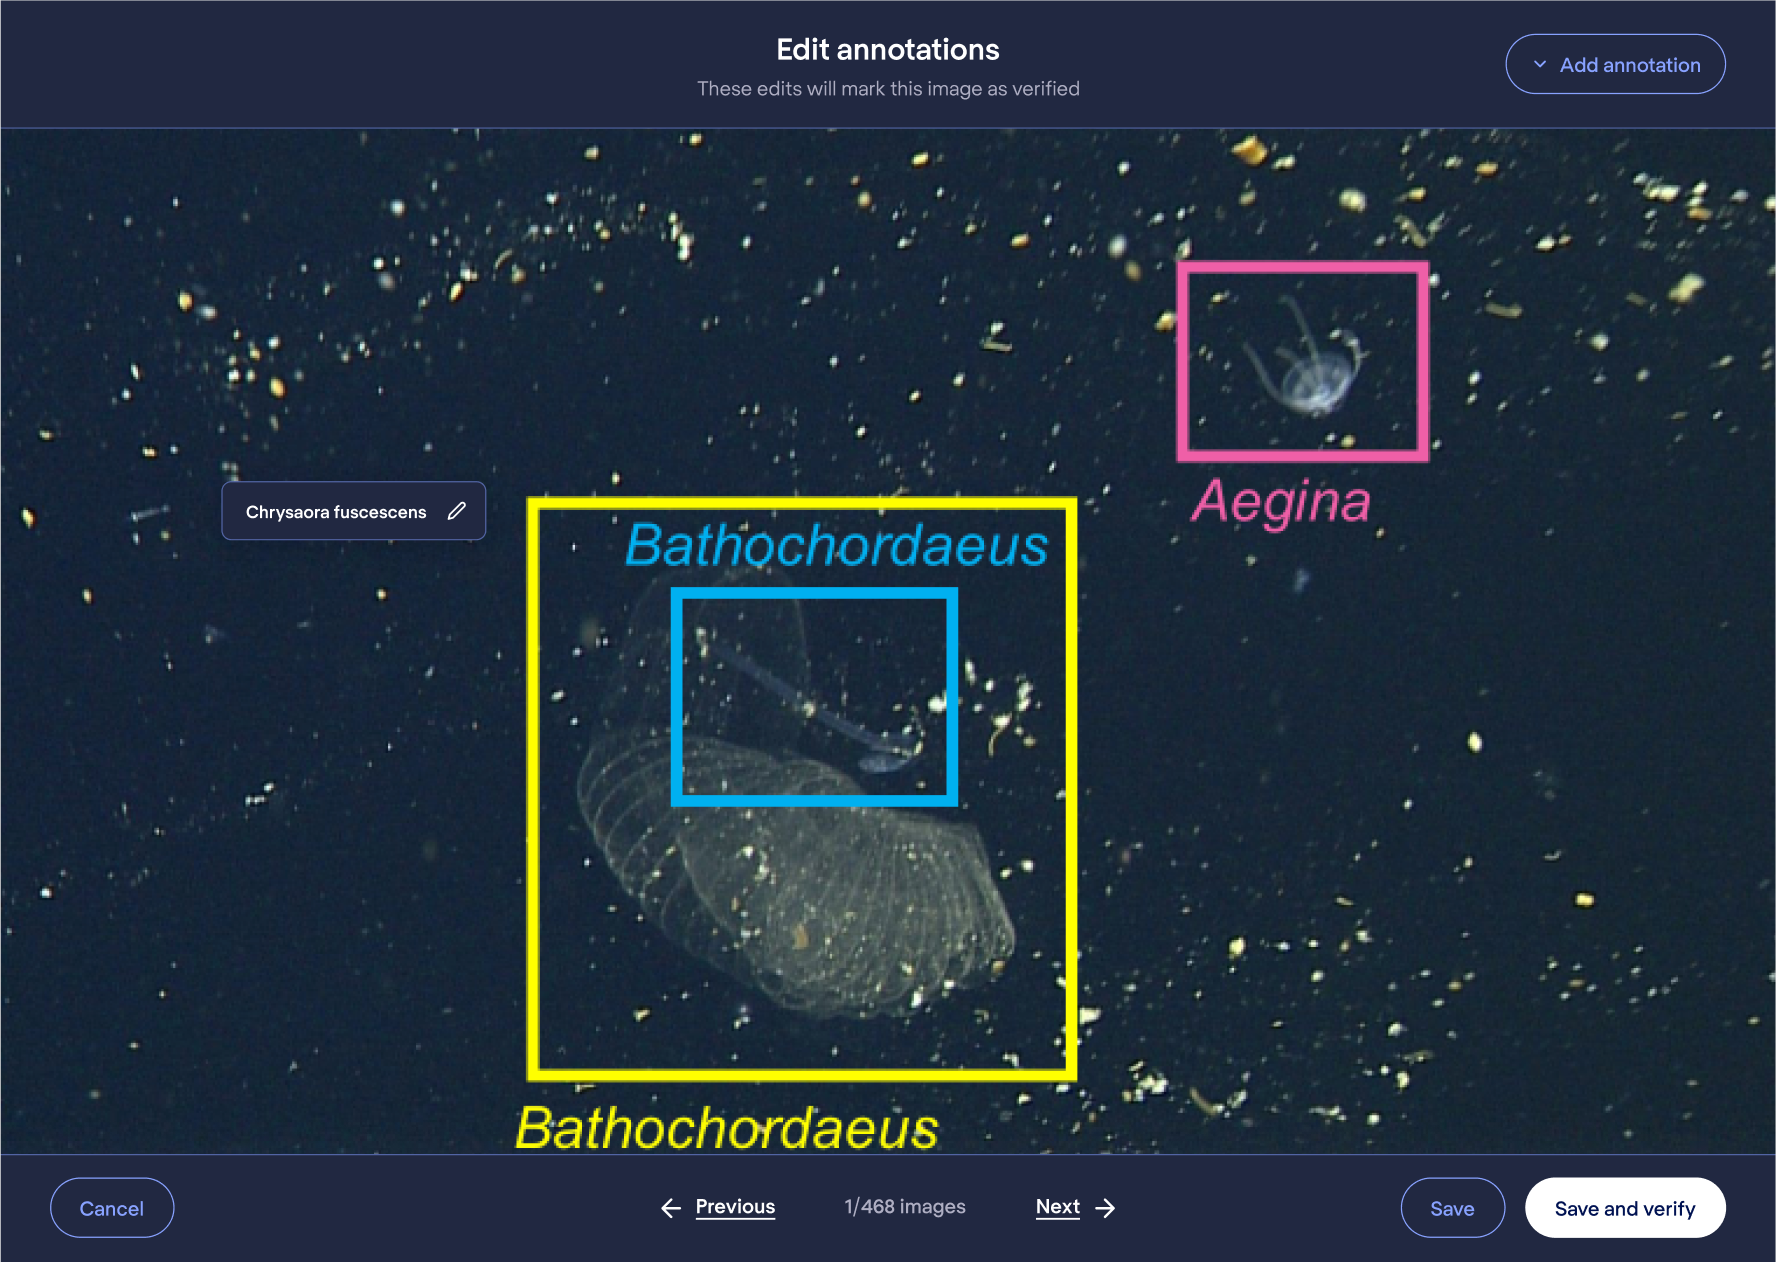 Edit annotations
These edits will mark this image as verified
Add annotation
Aegina
Chrysaora fuscescens
Bathochordaeus
Bathochordaeus
Cancel
Previous
1/468 images
Next
Save
Save and verify